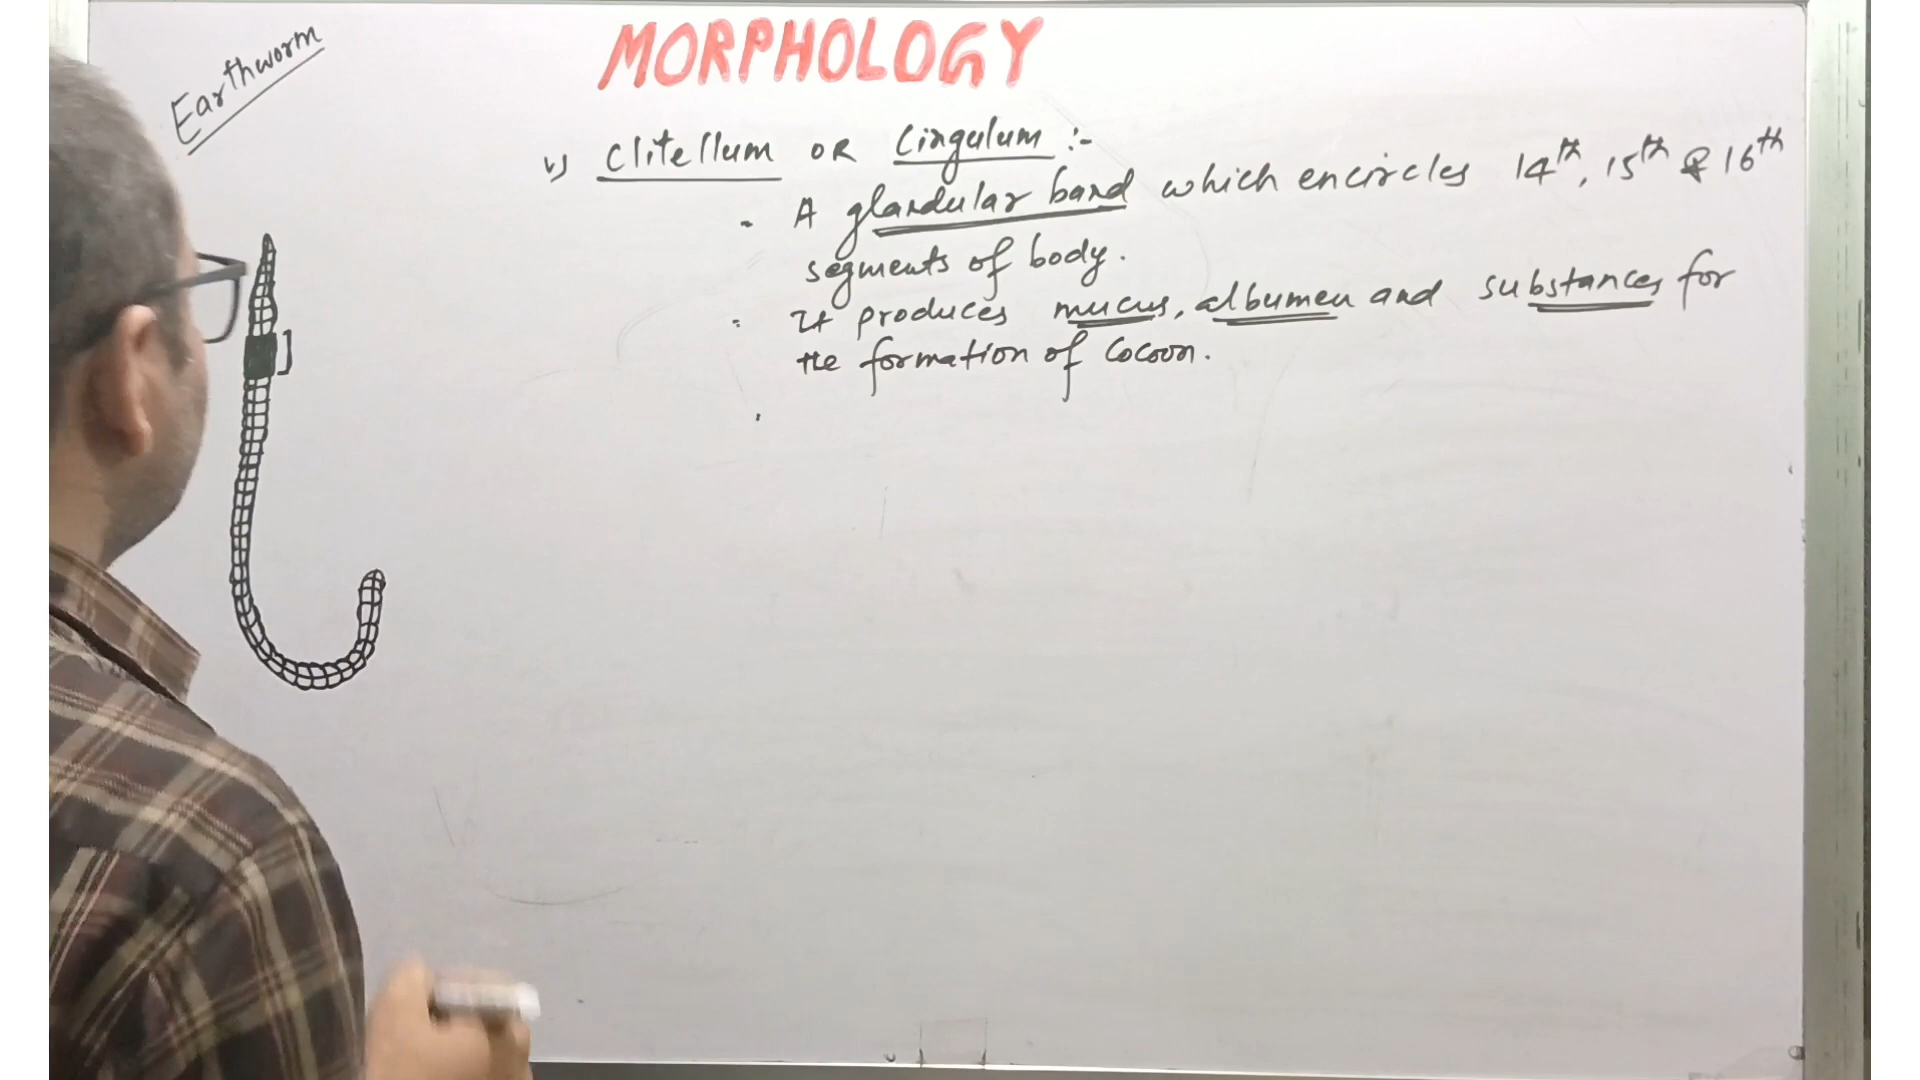 Earthworm
MORPHOLOGY
v) Clitellum OR Cingulum :-
- A glandular band which encircles 14th, 15th & 16th
segments of body.
- It produces mucus, albumen and substances for
the formation of Cocoon.